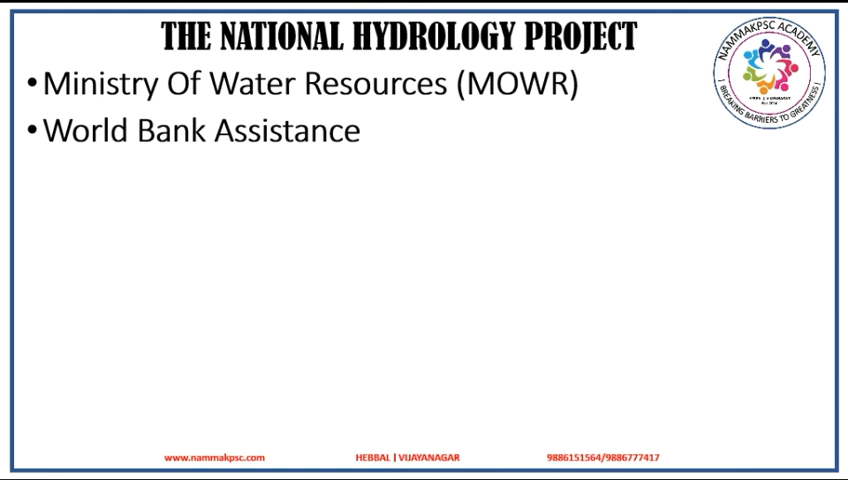 THE NATIONAL HYDROLOGY PROJECT
• Ministry Of Water Resources (MOWR)
• World Bank Assistance
NAMMAKPSC ACADEMY
! BREAKING BARRIERS TO GREATNESS !
www.nammakpsc.com
HEBBAL | VIJAYANAGAR
9886151564/9886777417